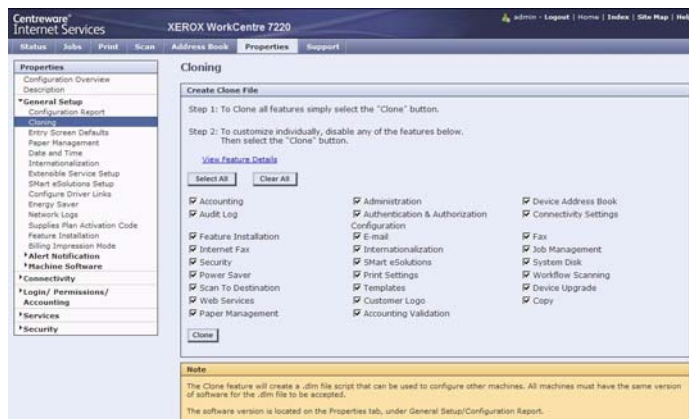 Centreware®
Internet Services
XEROX WorkCentre 7220
admin - Logout | Home | Index | Site Map | Help
Status Jobs Print Scan Address Book Properties Support
Properties
Configuration Overview
Description
General Setup
Configuration Report
Cloning
Entry Screen Defaults
Paper Management
Date and Time
Internationalization
Extensible Service Setup
SMart eSolutions Setup
Configure Driver Links
Energy Saver
Network Logs
Supplies Plan Activation Code
Feature Installation
Billing Impression Mode
Alert Notification
Machine Software
Connectivity
Login/ Permissions/
Accounting
Services
Security
Cloning
Create Clone File
Step 1: To Clone all features simply select the "Clone" button.
Step 2: To customize individually, disable any of the features below.
Then select the "Clone" button.
View Feature Details
Select All Clear All
Accounting Administration Device Address Book
Audit Log Authentication & Authorization Connectivity Settings
Configuration
Feature Installation E-mail Fax
Internet Fax Internationalization Job Management
Security SMart eSolutions System Disk
Power Saver Print Settings Workflow Scanning
Scan To Destination Templates Device Upgrade
Web Services Customer Logo Copy
Paper Management Accounting Validation
Clone
Note
The Clone feature will create a .dlm file script that can be used to configure other machines. All machines must have the same version
of software for the .dlm file to be accepted.
The software version is located on the Properties tab, under General Setup/Configuration Report.